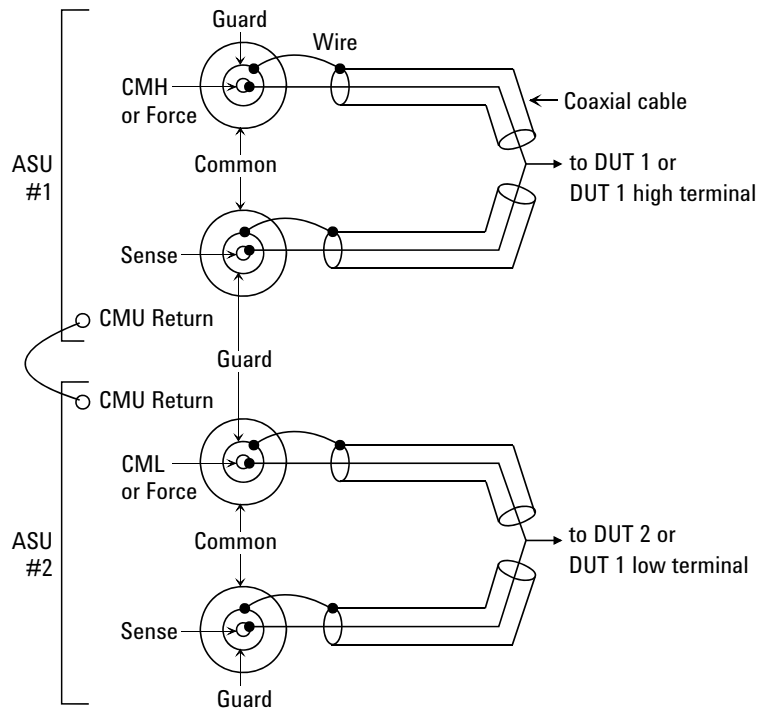 Guard
Wire
CMH
or Force
Coaxial cable
ASU
#1
Common
to DUT 1 or
DUT 1 high terminal
Sense
CMU Return
Guard
CMU Return
CML
or Force
ASU
#2
Common
to DUT 2 or
DUT 1 low terminal
Sense
Guard